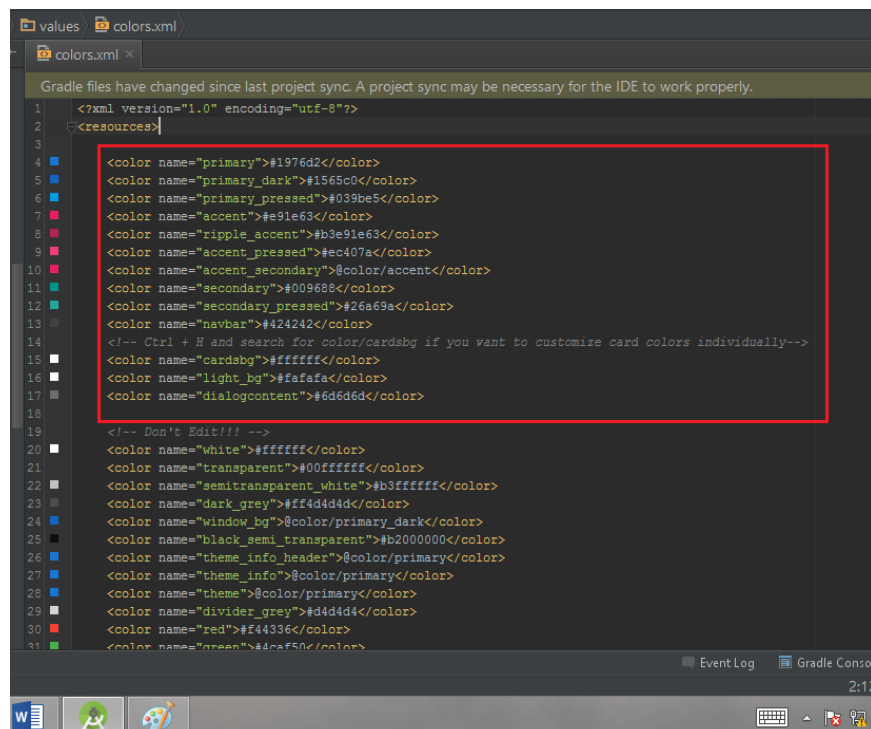 values colors.xml
colors.xml ×
Gradle files have changed since last project sync. A project sync may be necessary for the IDE to work properly.
1 <?xml version="1.0" encoding="utf-8"?>
2 <resources>
3
4 <color name="primary">#1976d2</color>
5 <color name="primary_dark">#1565c0</color>
6 <color name="primary_pressed">#039be5</color>
7 <color name="accent">#e91e63</color>
8 <color name="ripple_accent">#b3e91e63</color>
9 <color name="accent_pressed">#ec407a</color>
10 <color name="accent_secondary">@color/accent</color>
11 <color name="secondary">#009688</color>
12 <color name="secondary_pressed">#26a69a</color>
13 <color name="navbar">#424242</color>
14 <!-- Ctrl + H and search for color/cardsbg if you want to customize card colors individually-->
15 <color name="cardsbg">#ffffff</color>
16 <color name="light_bg">#fafafa</color>
17 <color name="dialogcontent">#6d6d6d</color>
18
19 <!-- Don't Edit!!! -->
20 <color name="white">#ffffff</color>
21 <color name="transparent">#00ffffff</color>
22 <color name="semitransparent_white">#b3ffffff</color>
23 <color name="dark_grey">#ff4d4d4d</color>
24 <color name="window_bg">@color/primary_dark</color>
25 <color name="black_semi_transparent">#b2000000</color>
26 <color name="theme_info_header">@color/primary</color>
27 <color name="theme_info">@color/primary</color>
28 <color name="theme">@color/primary</color>
29 <color name="divider_grey">#d4d4d4</color>
30 <color name="red">#f44336</color>
31 <color name="green">#4caf50</color>
Event Log Gradle Conso
2:12
W